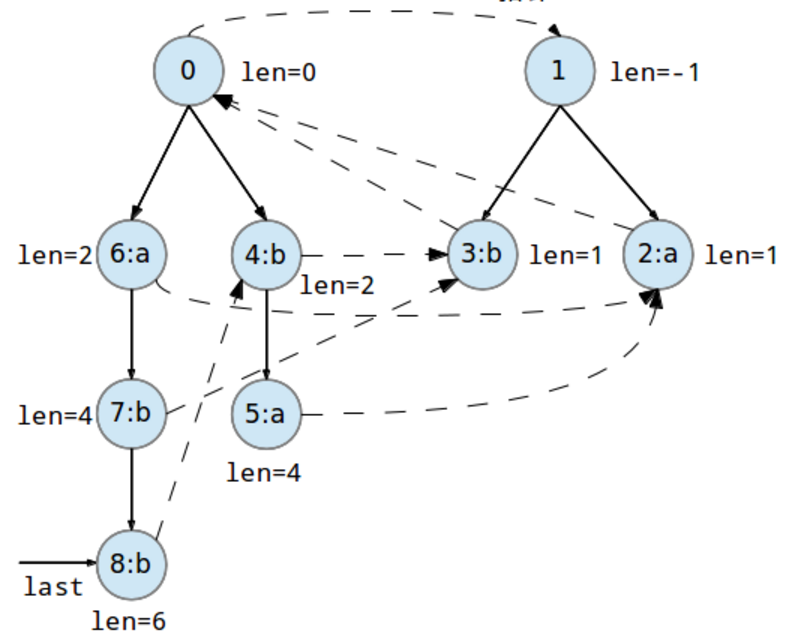 0 len=0 1 len=-1
len=2 6:a 4:b 3:b len=1 2:a len=1
len=2
len=4 7:b 5:a
len=4
8:b
last
len=6